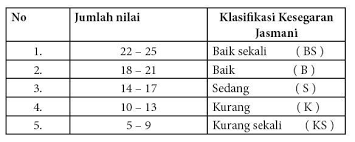 No Jumlah nilai Klasifikasi Kesegaran
Jasmani
1. 22 – 25 Baik sekali ( BS )
2. 18 – 21 Baik ( B )
3. 14 – 17 Sedang ( S )
4. 10 – 13 Kurang ( K )
5. 5 – 9 Kurang sekali ( KS )